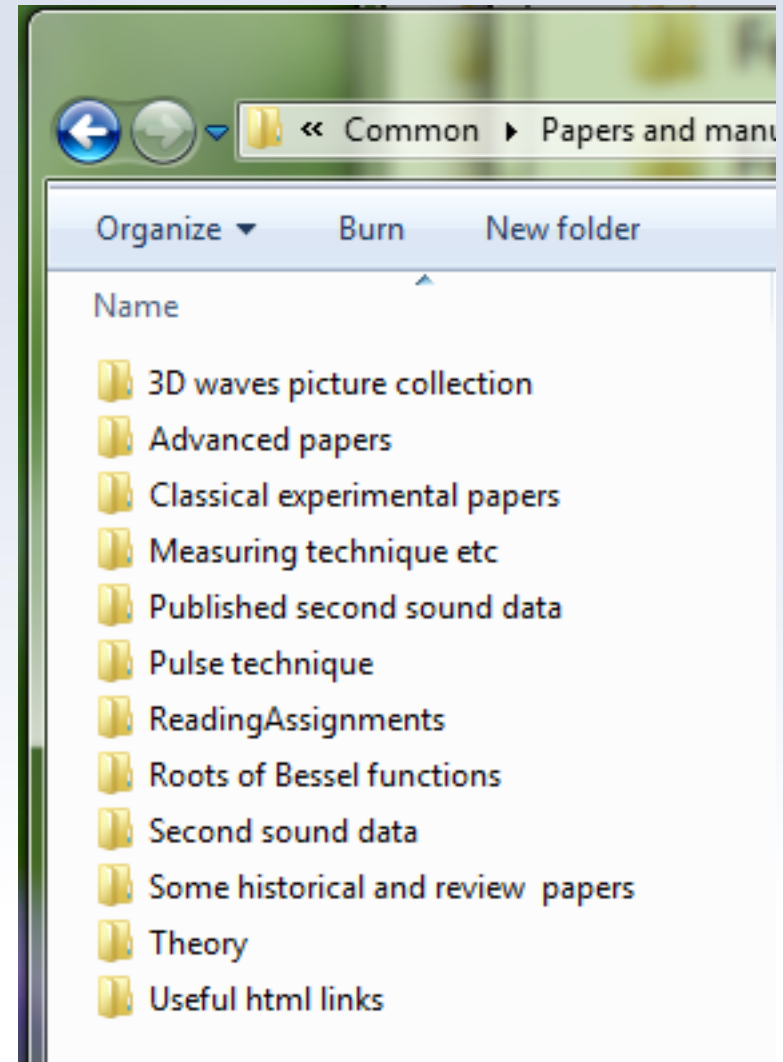 « Common ▸ Papers and manu
Organize ▾ Burn New folder
Name
3D waves picture collection
Advanced papers
Classical experimental papers
Measuring technique etc
Published second sound data
Pulse technique
ReadingAssignments
Roots of Bessel functions
Second sound data
Some historical and review  papers
Theory
Useful html links